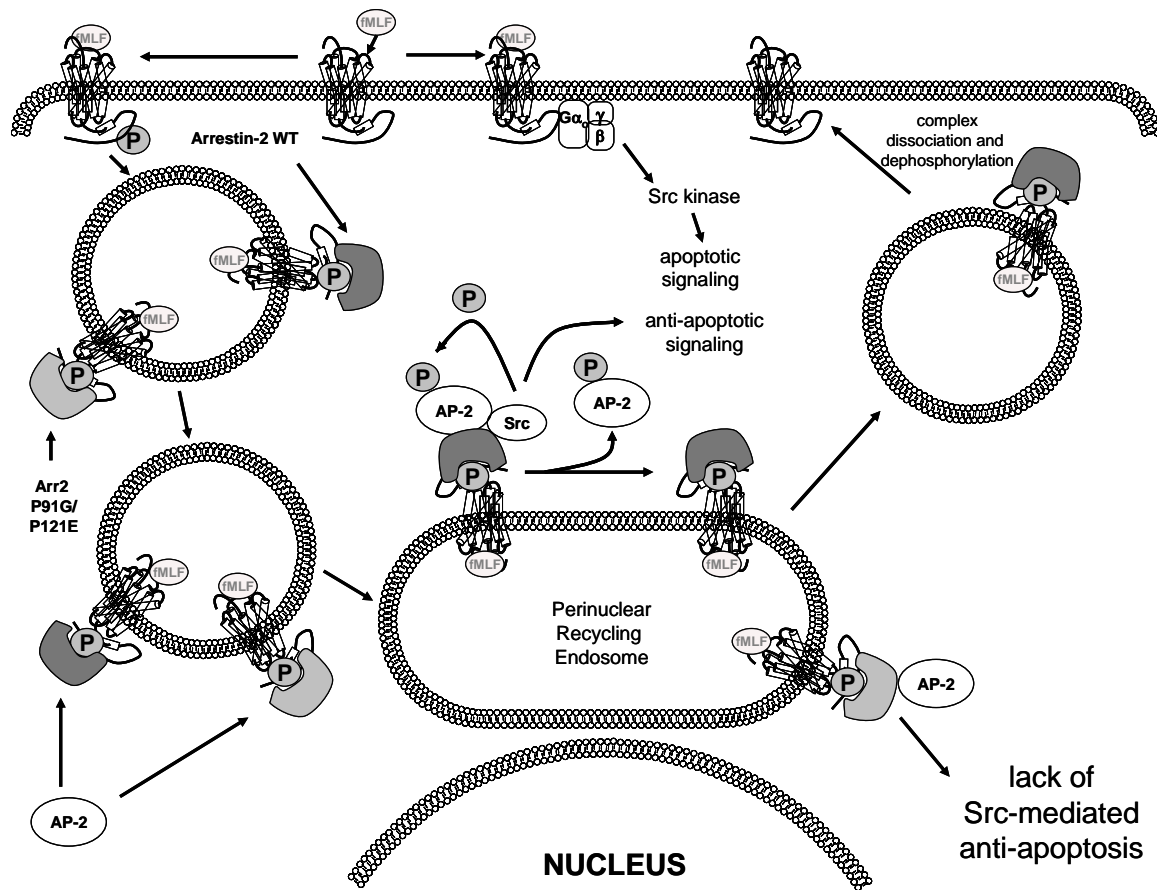 fMLF
fMLF
fMLF
P
Arrestin-2 WT
Gαo
γ
β
complex
dissociation and
dephosphorylation
P
fMLF
Src kinase
apoptotic
signaling
anti-apoptotic
signaling
fMLF
P
fMLF
P
Arr2
P91G/
P121E
P
P
AP-2
Src
P
P
AP-2
fMLF
P
fMLF
fMLF
P
fMLF
P
Perinuclear
Recycling
Endosome
fMLF
P
AP-2
AP-2
lack of
Src-mediated
anti-apoptosis
NUCLEUS